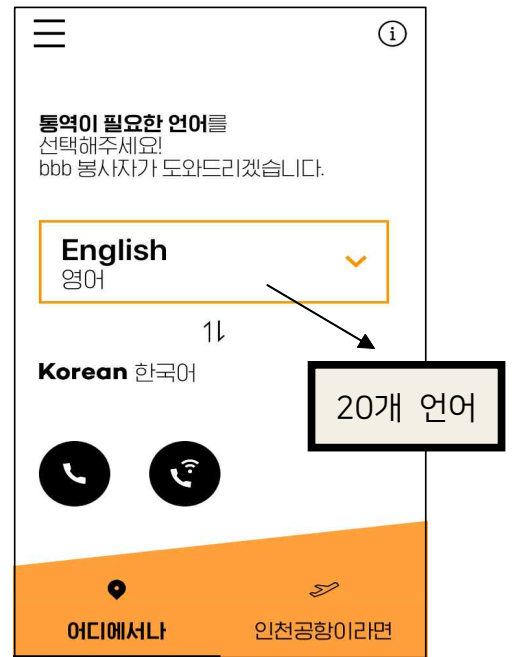 통역이 필요한 언어를
선택해주세요!
bbb 봉사자가 도와드리겠습니다.
English
영어
Korean 한국어
20개 언어
어디에서나
인천공항이라면